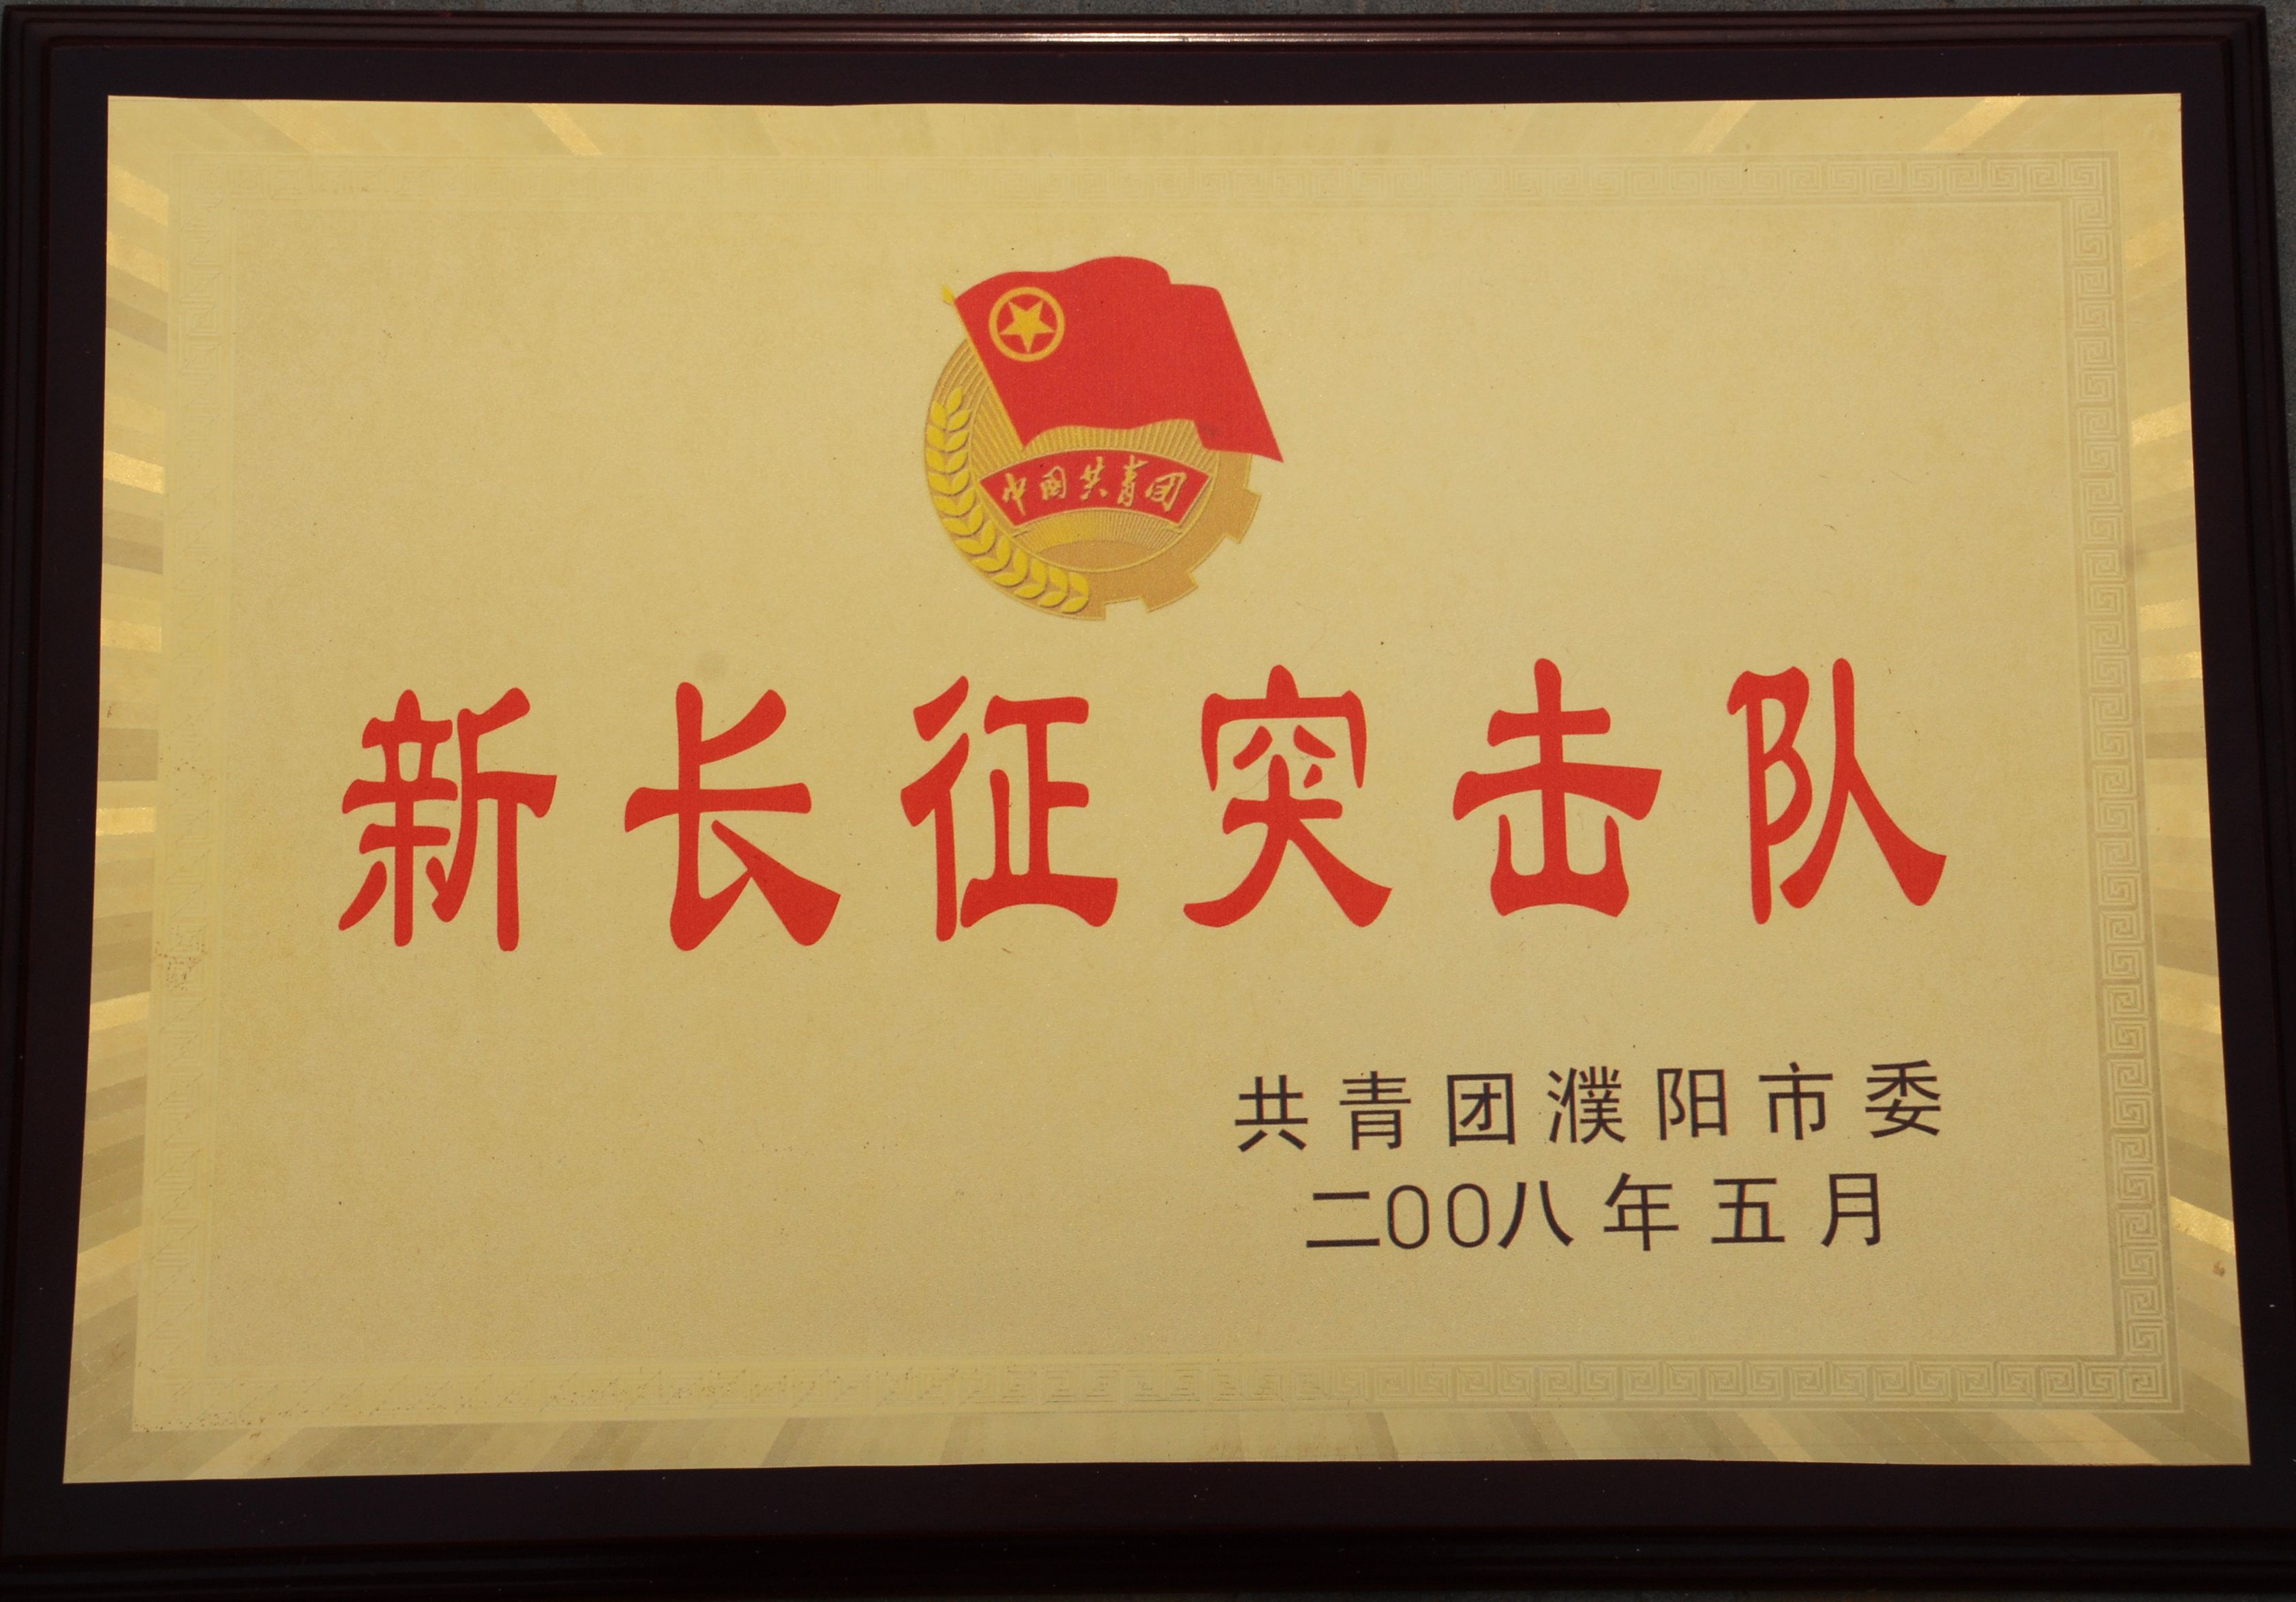 中国共青团
新长征突击队
共青团濮阳市委
二00八年五月